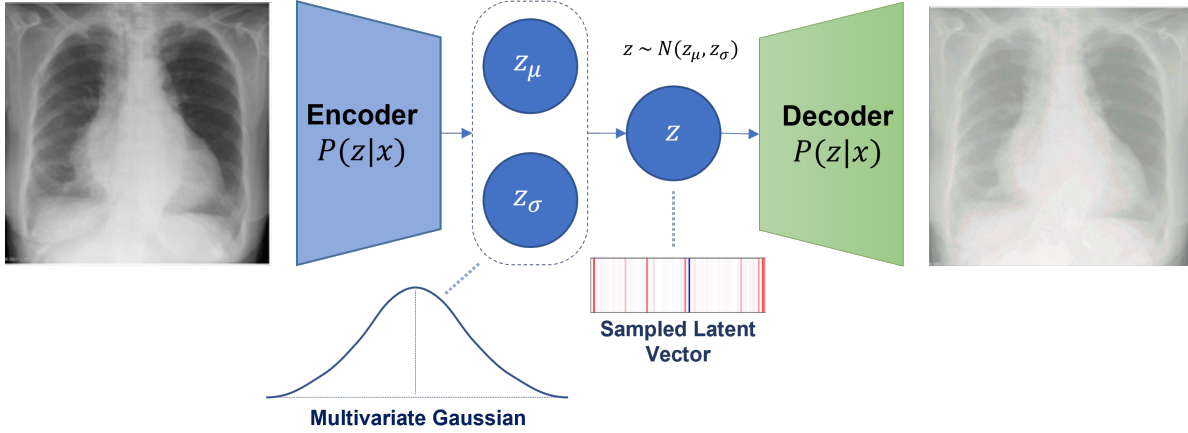 Encoder
P(z|x)
z_μ
z_σ
z ~ N(z_μ, z_σ)
z
Decoder
P(z|x)
Multivariate Gaussian
Sampled Latent
Vector